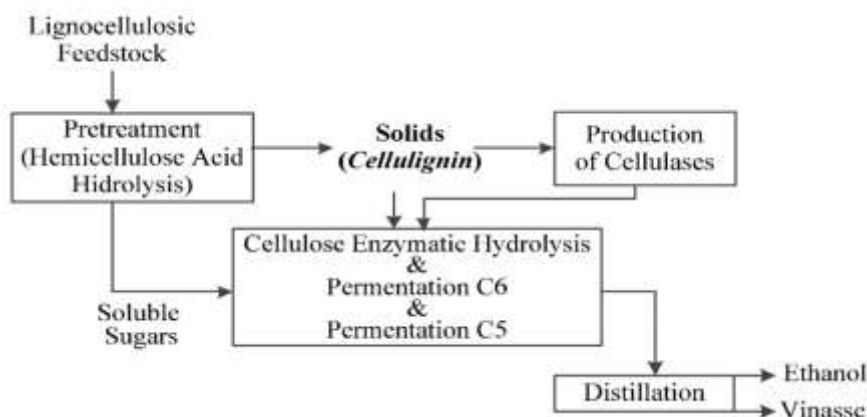 Lignocellulosic
Feedstock
Pretreatment
(Hemicellulose Acid
Hidrolysis)
Solids
(Cellulignin)
Production
of Cellulases
Cellulose Enzymatic Hydrolysis
&
Permentation C6
&
Permentation C5
Soluble
Sugars
Distillation
Ethanol
Vinasse